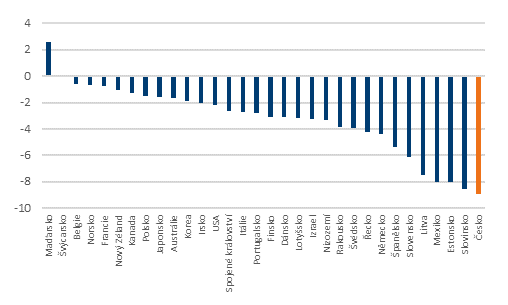 4
2
0
-2
-4
-6
-8
-10
Maďarsko
Švýcarsko
Belgie
Norsko
Francie
Nový Zéland
Kanada
Polsko
Japonsko
Austrálie
Korea
Irsko
USA
Spojené království
Itálie
Portugalsko
Finsko
Dánsko
Lotyšsko
Izrael
Nizozemí
Rakousko
Švédsko
Řecko
Německo
Španělsko
Slovensko
Litva
Mexiko
Estonsko
Slovinsko
Česko